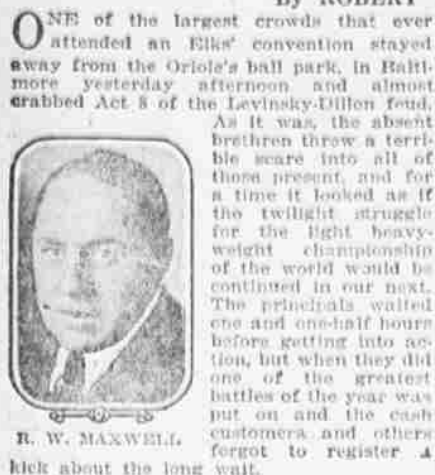 By ROBERT
ONE of the largest crowds that ever
attended an Elks' convention stayed
away from the Oriole's ball park, in Balti-
more yesterday afternoon and almost
crabbed Act 8 of the Levinsky-Dillon feud.
As it was, the absent
brethren threw a terri-
ble scare into all of
those present, and for
a time it looked as if
the twilight struggle
for the light heavy-
weight championship
of the world would be
continued in our next.
The principals waited
one and one-half hours
before getting into ac-
tion, but when they did
one of the greatest
battles of the year was
put on and the cash
customers and others
forgot to register a
kick about the long wait.
R. W. MAXWELL